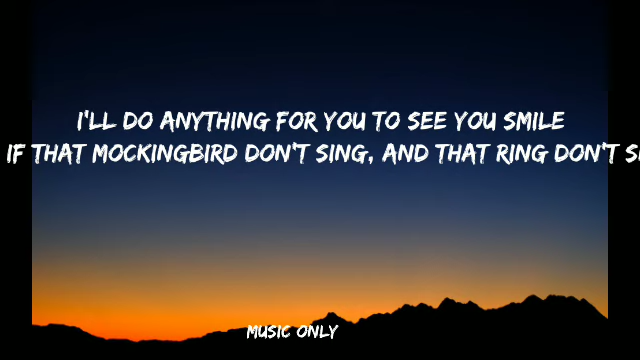 I'LL DO ANYTHING FOR YOU TO SEE YOU SMILE
IF THAT MOCKINGBIRD DON'T SING, AND THAT RING DON'T
MUSIC ONLY